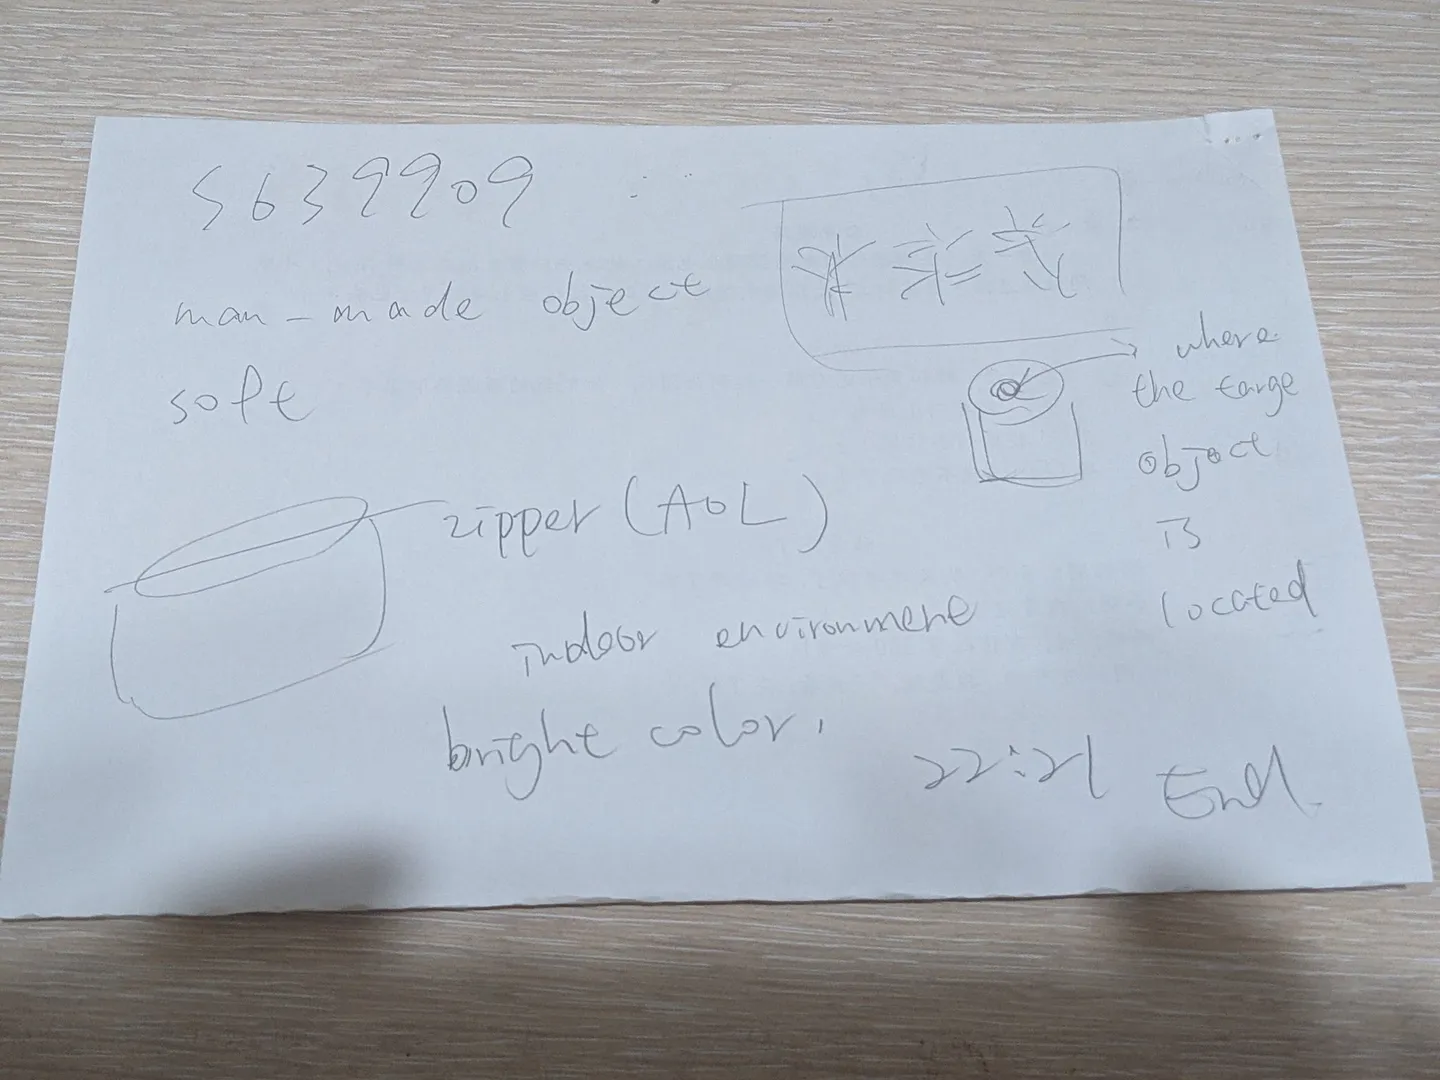 5639909
man-made object
soft
where
the targe
object
is
located
zipper (AOL)
indoor environment
bright color,
22:21 End